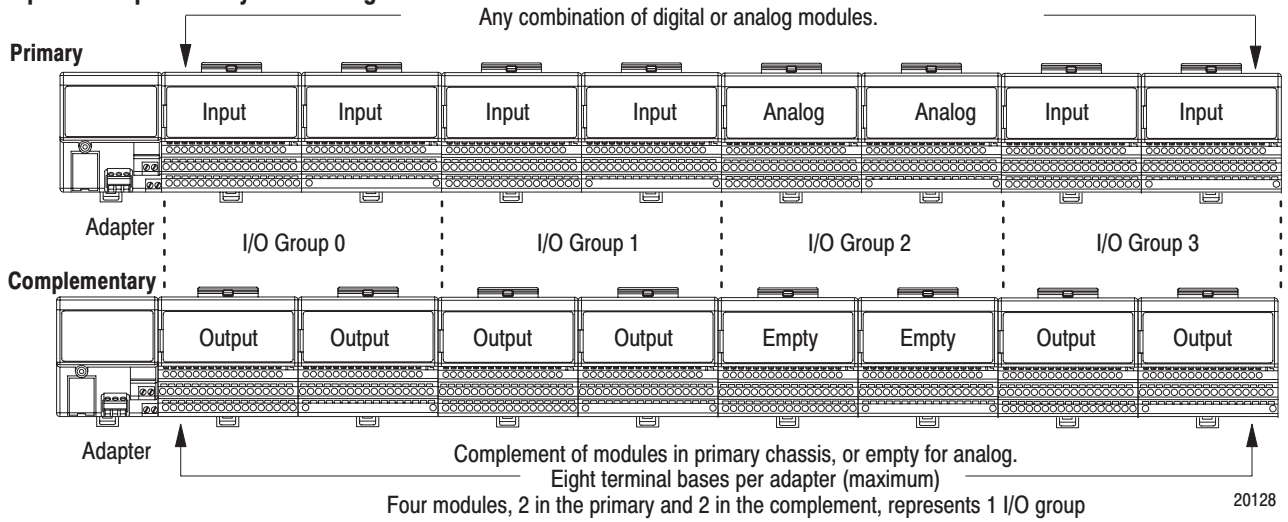 Any combination of digital or analog modules.
Primary
Input Input Input Input Analog Analog Input Input
Adapter
I/O Group 0 I/O Group 1 I/O Group 2 I/O Group 3
Complementary
Output Output Output Output Empty Empty Output Output
Adapter
Complement of modules in primary chassis, or empty for analog.
Eight terminal bases per adapter (maximum)
Four modules, 2 in the primary and 2 in the complement, represents 1 I/O group
20128